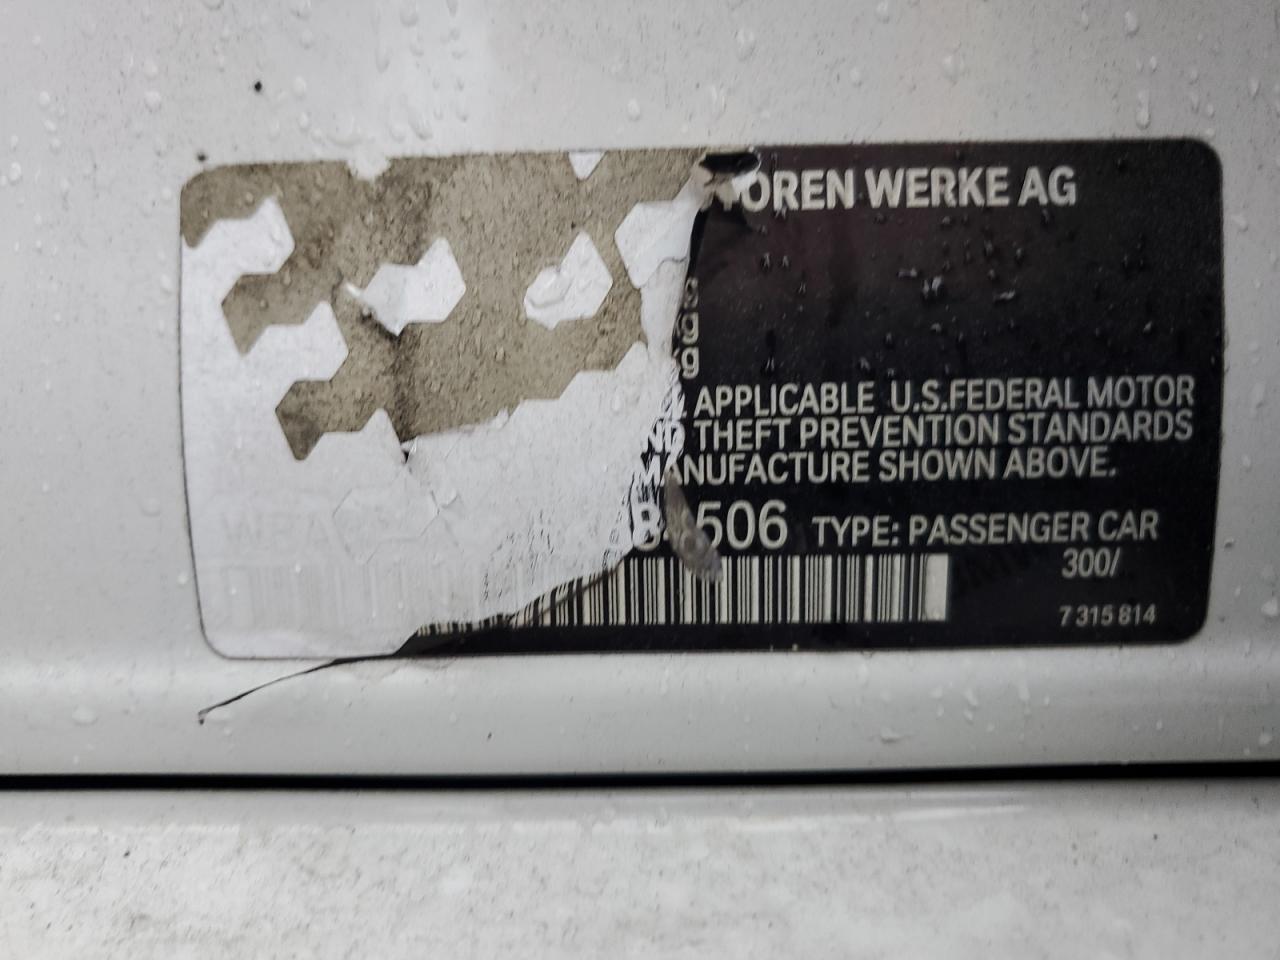 OREN WERKE AG
g
g
g
APPLICABLE U.S.FEDERAL MOTOR
ND THEFT PREVENTION STANDARDS
MANUFACTURE SHOWN ABOVE.
506 TYPE: PASSENGER CAR
300/
7 315 814